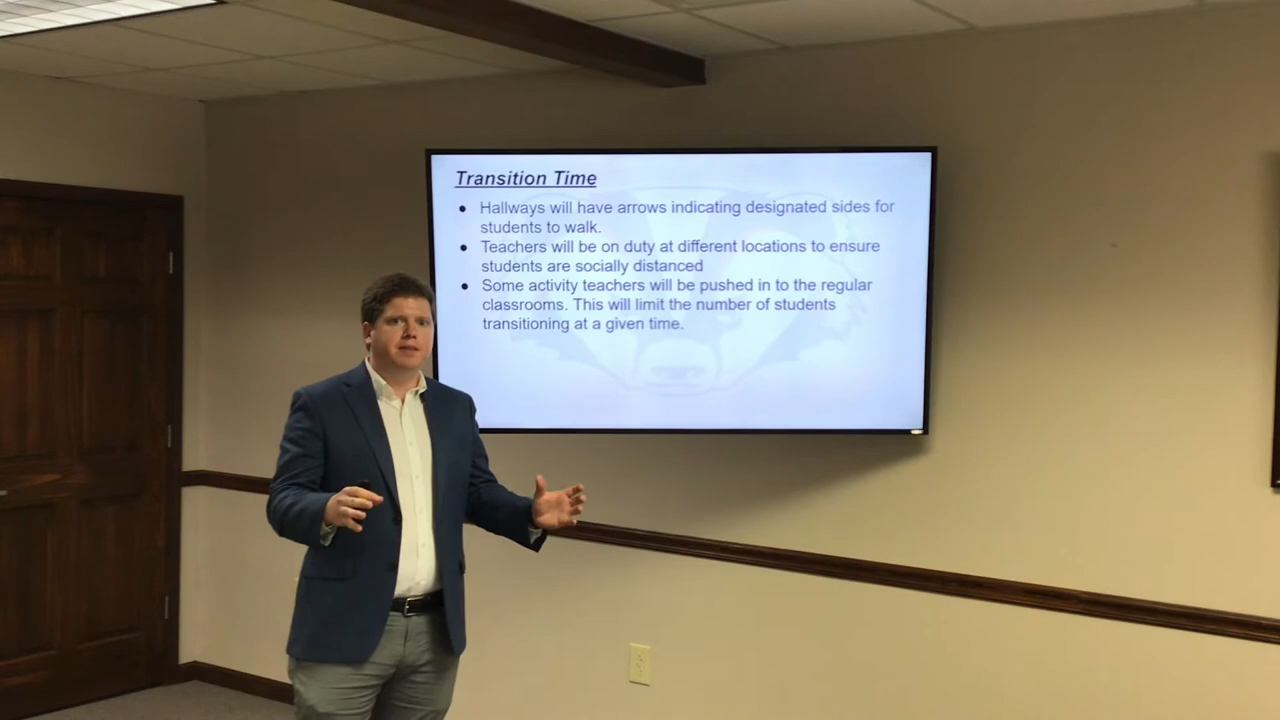 Transition Time
● Hallways will have arrows indicating designated sides for
students to walk.
● Teachers will be on duty at different locations to ensure
students are socially distanced
● Some activity teachers will be pushed in to the regular
classrooms. This will limit the number of students
transitioning at a given time.